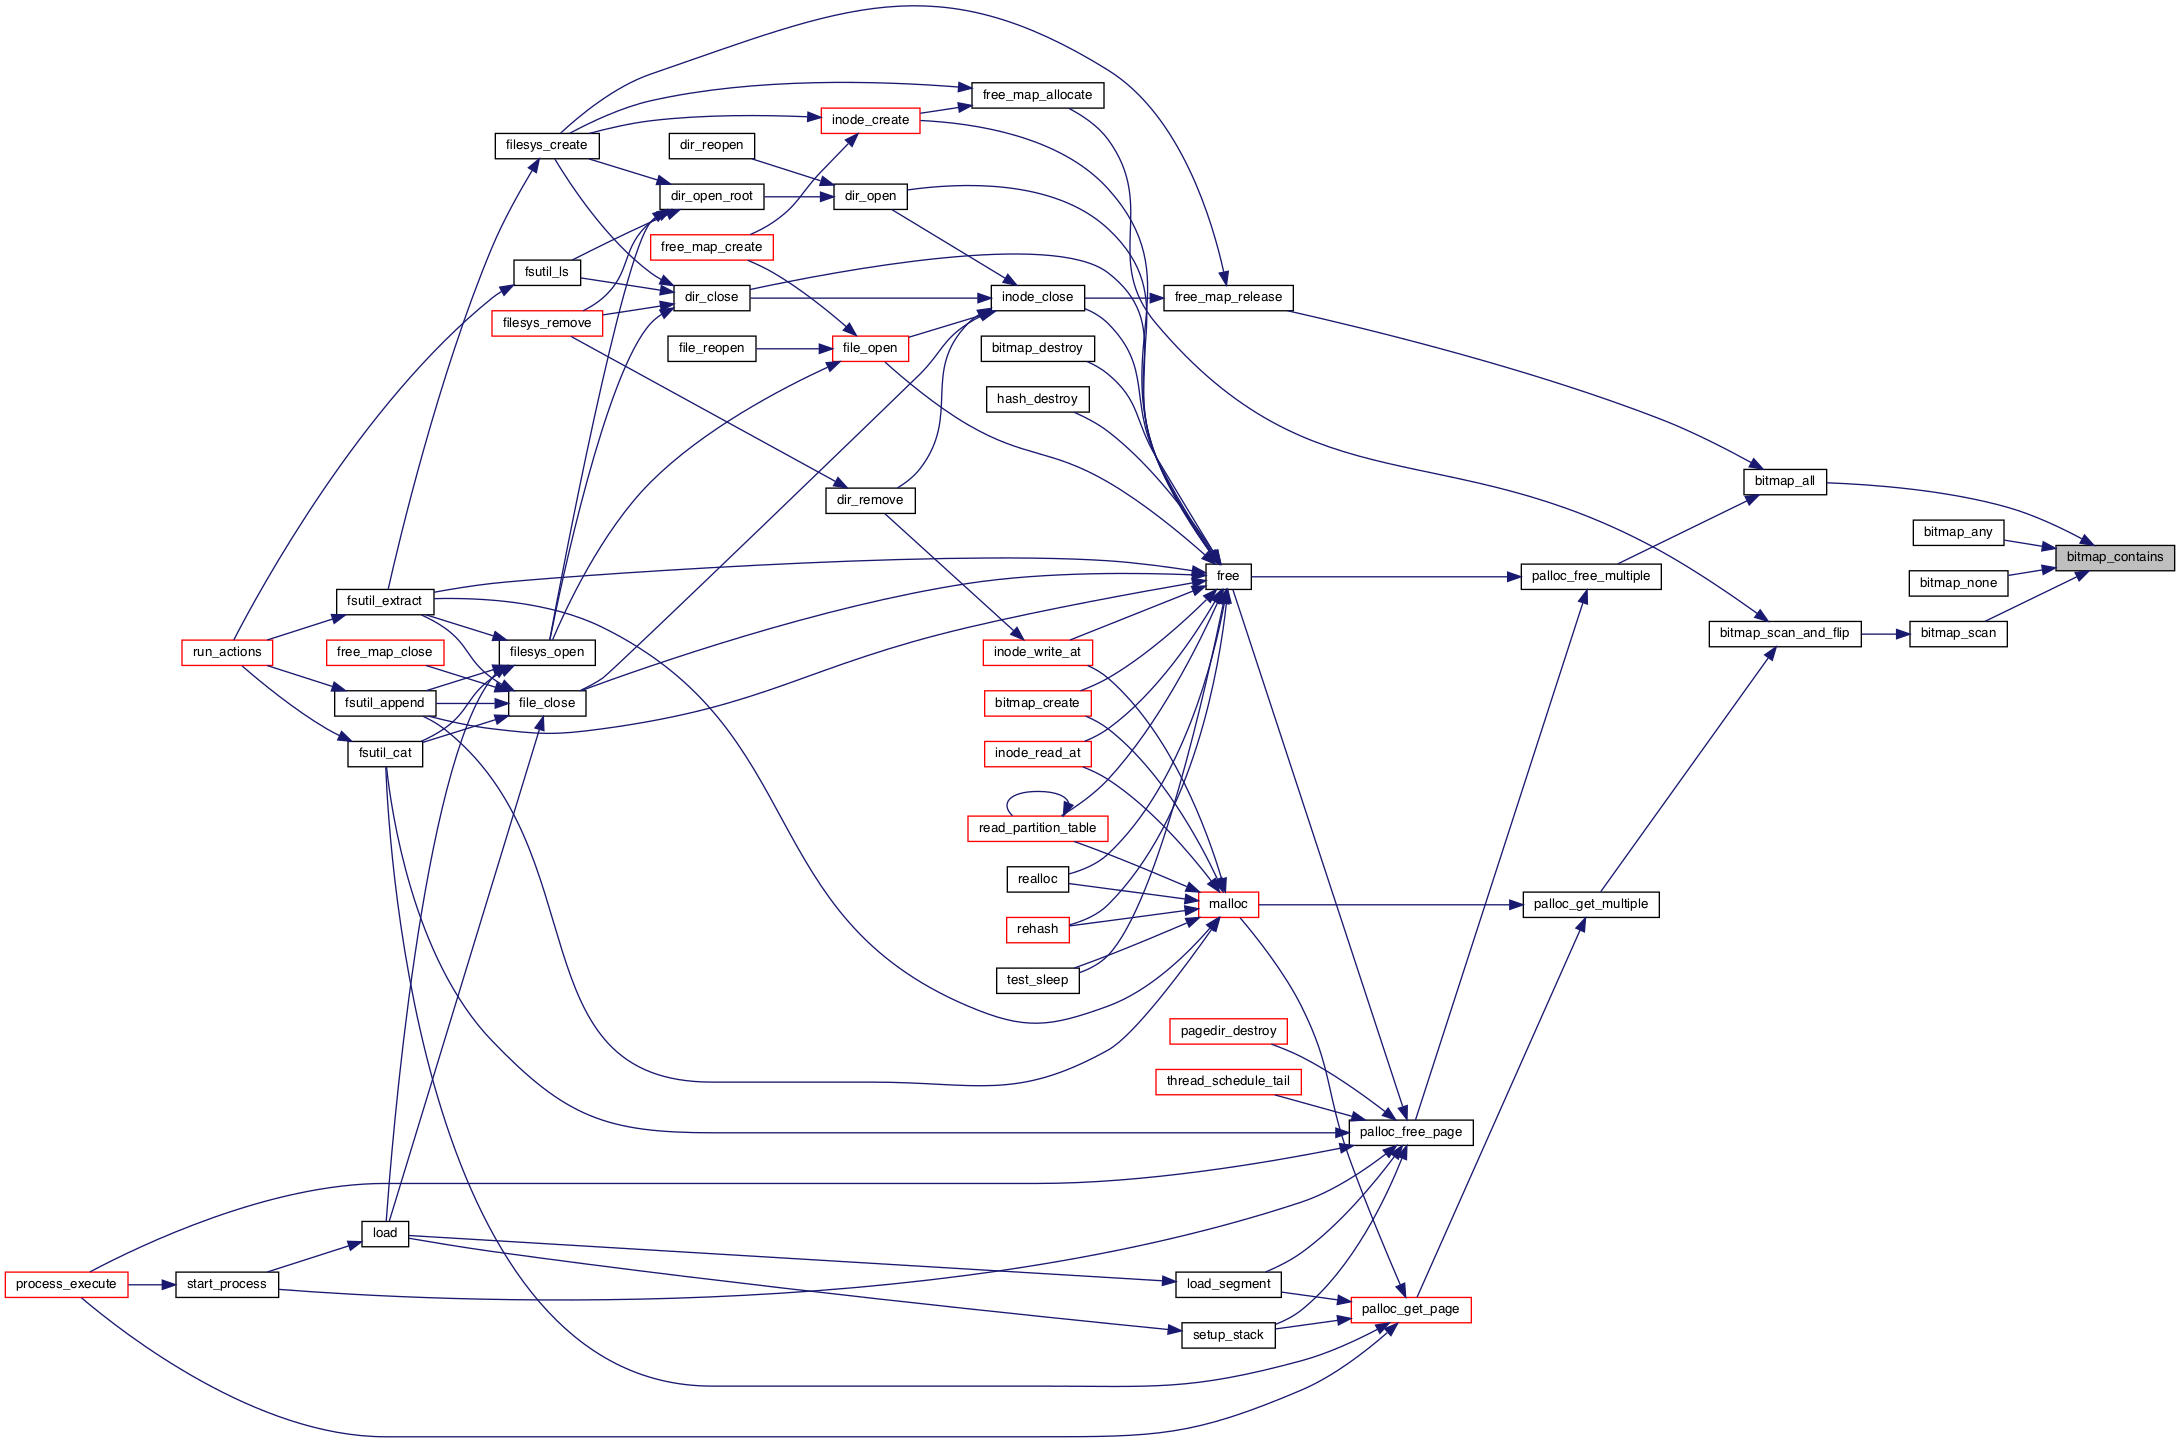 free_map_allocate
inode_create
filesys_create
dir_reopen
dir_open_root
dir_open
free_map_create
fsutil_ls
dir_close
inode_close
free_map_release
filesys_remove
file_reopen
file_open
bitmap_destroy
hash_destroy
bitmap_all
dir_remove
bitmap_any
bitmap_contains
free
palloc_free_multiple
bitmap_none
fsutil_extract
bitmap_scan_and_flip
bitmap_scan
run_actions
free_map_close
filesys_open
inode_write_at
fsutil_append
file_close
bitmap_create
fsutil_cat
inode_read_at
read_partition_table
realloc
malloc
palloc_get_multiple
rehash
test_sleep
pagedir_destroy
thread_schedule_tail
palloc_free_page
load
process_execute
start_process
load_segment
palloc_get_page
setup_stack